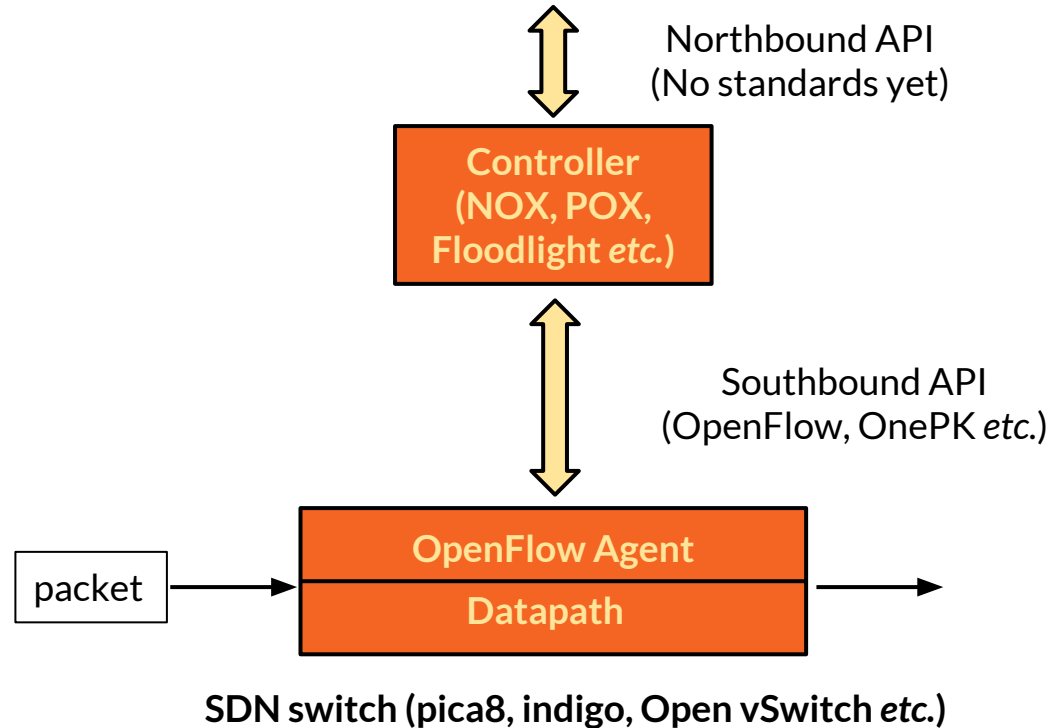 Northbound API
(No standards yet)
Controller
(NOX, POX,
Floodlight etc.)
Southbound API
(OpenFlow, OnePK etc.)
OpenFlow Agent
packet
Datapath
SDN switch (pica8, indigo, Open vSwitch etc.)